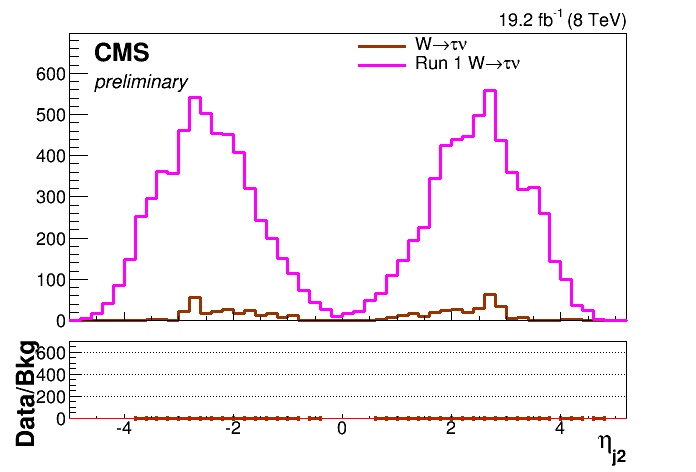 19.2 fb⁻¹ (8 TeV)
CMS
preliminary
W→τν
Run 1 W→τν
600
500
400
300
200
100
0
Data/Bkg
600
400
200
0
-4 -2 0 2 4
η_j2